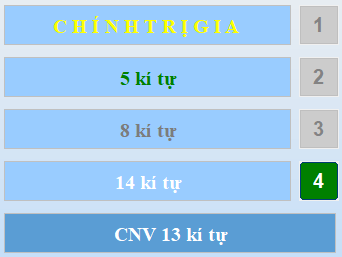 C H Í N H T R Ị G I A 1
5 kí tự 2
8 kí tự 3
14 kí tự 4
CNV 13 kí tự